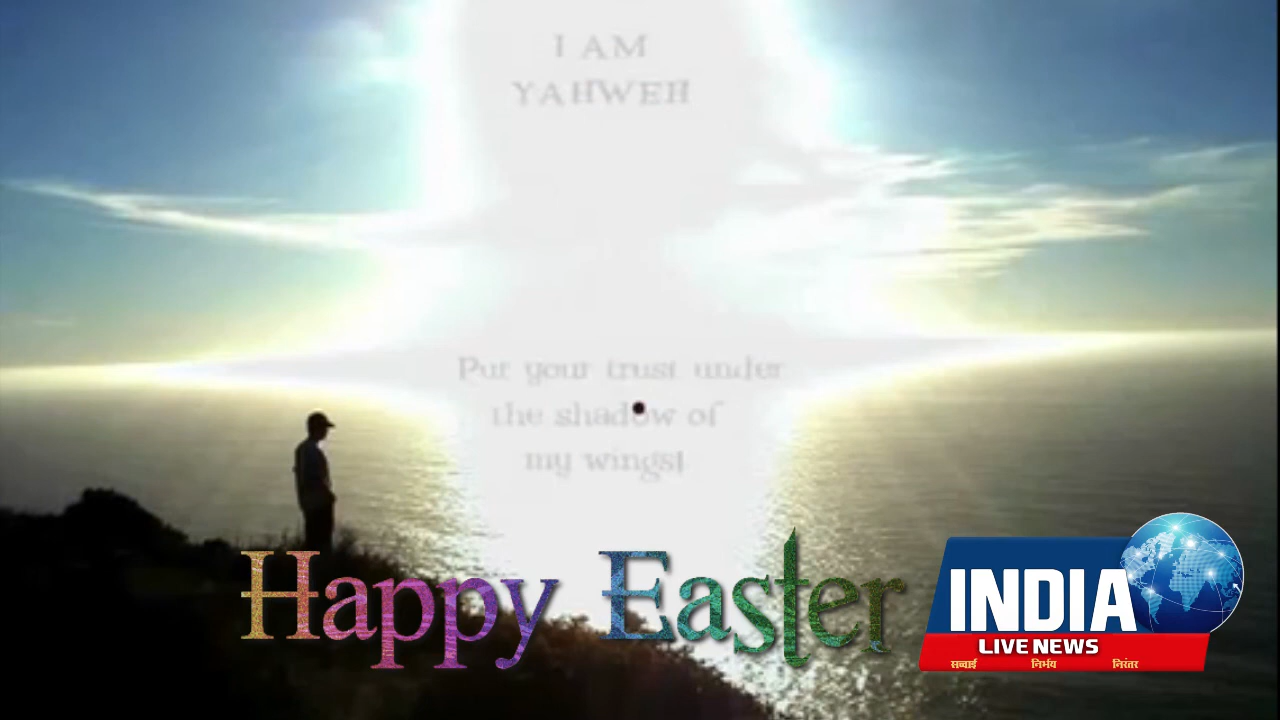 I AM
YAHWEH
Put your trust under
the shadow of
my wings!
Happy Easter
INDIA
LIVE NEWS
सच्चाई निर्भय निरंतर